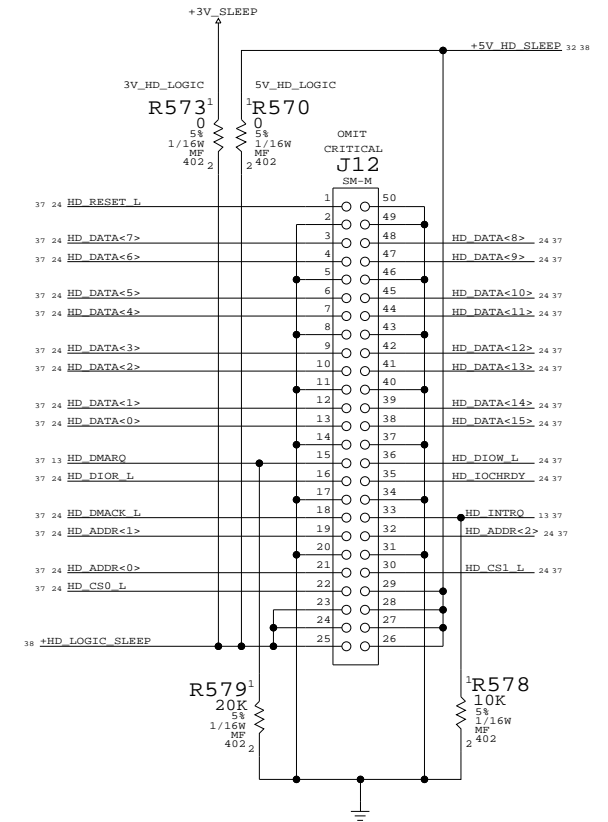 +3V_SLEEP
+5V_HD_SLEEP 32 38
3V_HD_LOGIC
5V_HD_LOGIC
R573 1
0
5%
1/16W
MF
402 2
1 R570
0
5%
1/16W
MF
2 402
OMIT
CRITICAL
J12
SM-M
37 24 HD_RESET_L 1 50
2 49
37 24 HD_DATA<7> 3 48 HD_DATA<8> 24 37
37 24 HD_DATA<6> 4 47 HD_DATA<9> 24 37
5 46
37 24 HD_DATA<5> 6 45 HD_DATA<10> 24 37
37 24 HD_DATA<4> 7 44 HD_DATA<11> 24 37
8 43
37 24 HD_DATA<3> 9 42 HD_DATA<12> 24 37
37 24 HD_DATA<2> 10 41 HD_DATA<13> 24 37
11 40
37 24 HD_DATA<1> 12 39 HD_DATA<14> 24 37
37 24 HD_DATA<0> 13 38 HD_DATA<15> 24 37
14 37
37 13 HD_DMARQ 15 36 HD_DIOW_L 24 37
37 24 HD_DIOR_L 16 35 HD_IOCHRDY 24 37
17 34
37 24 HD_DMACK_L 18 33 HD_INTRQ 13 37
37 24 HD_ADDR<1> 19 32 HD_ADDR<2> 24 37
20 31
37 24 HD_ADDR<0> 21 30 HD_CS1_L 24 37
37 24 HD_CS0_L 22 29
23 28
24 27
38 +HD_LOGIC_SLEEP 25 26
R579 1
20K
5%
1/16W
MF
402 2
1 R578
10K
5%
1/16W
MF
2 402